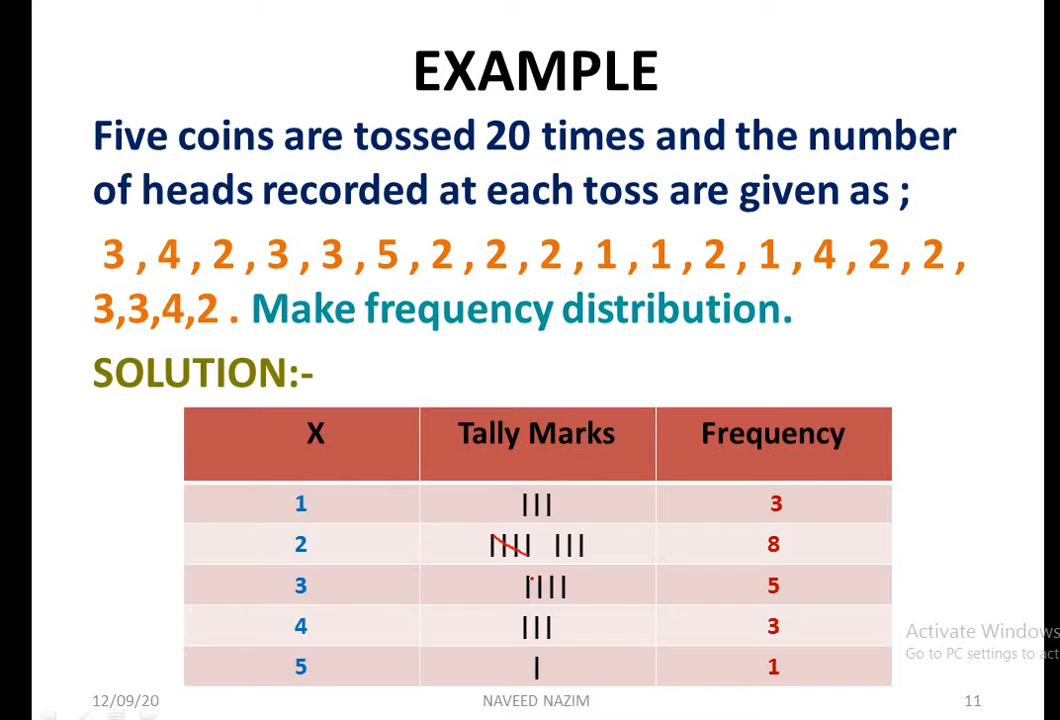 EXAMPLE
Five coins are tossed 20 times and the number
of heads recorded at each toss are given as ;
3 , 4 , 2 , 3 , 3 , 5 , 2 , 2 , 2 , 1 , 1 , 2 , 1 , 4 , 2 , 2 ,
3,3,4,2 . Make frequency distribution.
SOLUTION:-
X Tally Marks Frequency
1 ||| 3
2 |||| ||| 8
3 |||| 5
4 ||| 3
5 | 1
Activate Windows
Go to PC settings to act
12/09/20 NAVEED NAZIM 11